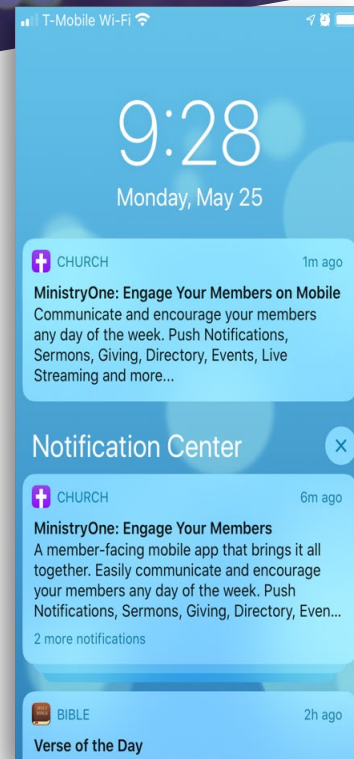 T-Mobile Wi-Fi
9:28
Monday, May 25
CHURCH 1m ago
MinistryOne: Engage Your Members on Mobile
Communicate and encourage your members
any day of the week. Push Notifications,
Sermons, Giving, Directory, Events, Live
Streaming and more...
Notification Center
CHURCH 6m ago
MinistryOne: Engage Your Members
A member-facing mobile app that brings it all
together. Easily communicate and encourage
your members any day of the week. Push
Notifications, Sermons, Giving, Directory, Even...
2 more notifications
HOLY BIBLE
BIBLE 2h ago
Verse of the Day